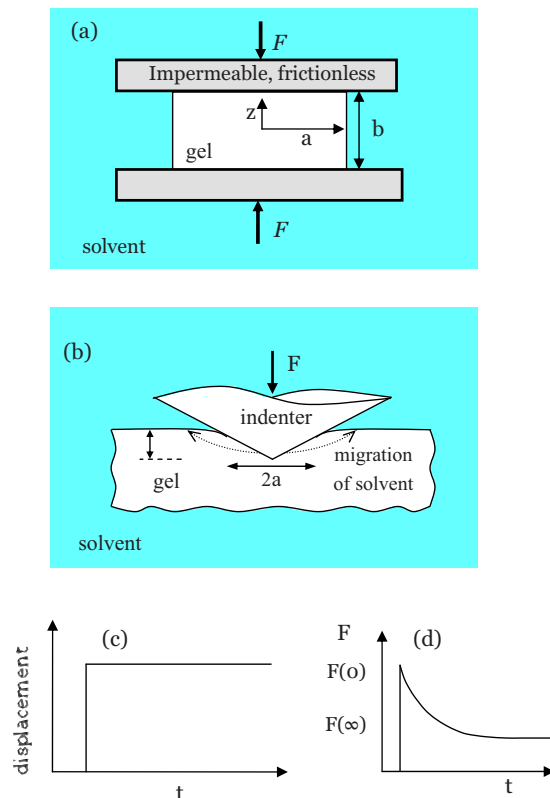 (a)
F
Impermeable, frictionless
z
a
b
gel
F
solvent
(b)
F
indenter
gel
2a
migration
of solvent
solvent
displacement
(c)
t
F
(d)
F(0)
F(∞)
t